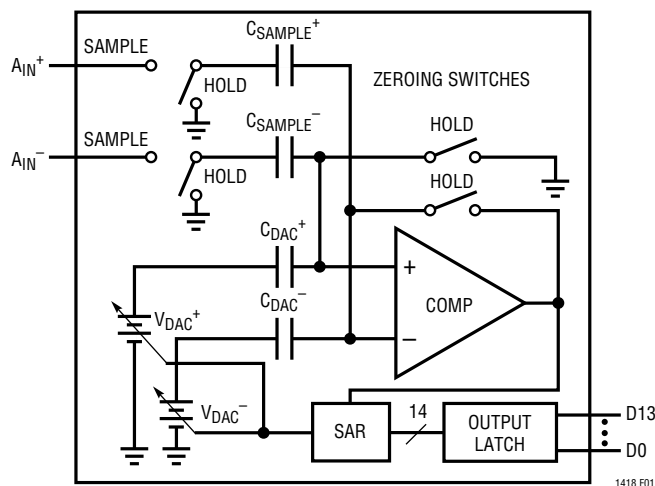 C_SAMPLE+
SAMPLE
A_IN+
HOLD
ZEROING SWITCHES
C_SAMPLE–
SAMPLE
A_IN–
HOLD
HOLD
HOLD
C_DAC+
+
COMP
C_DAC–
–
V_DAC+
V_DAC–
SAR
14
OUTPUT
LATCH
D13
D0
1418 F01